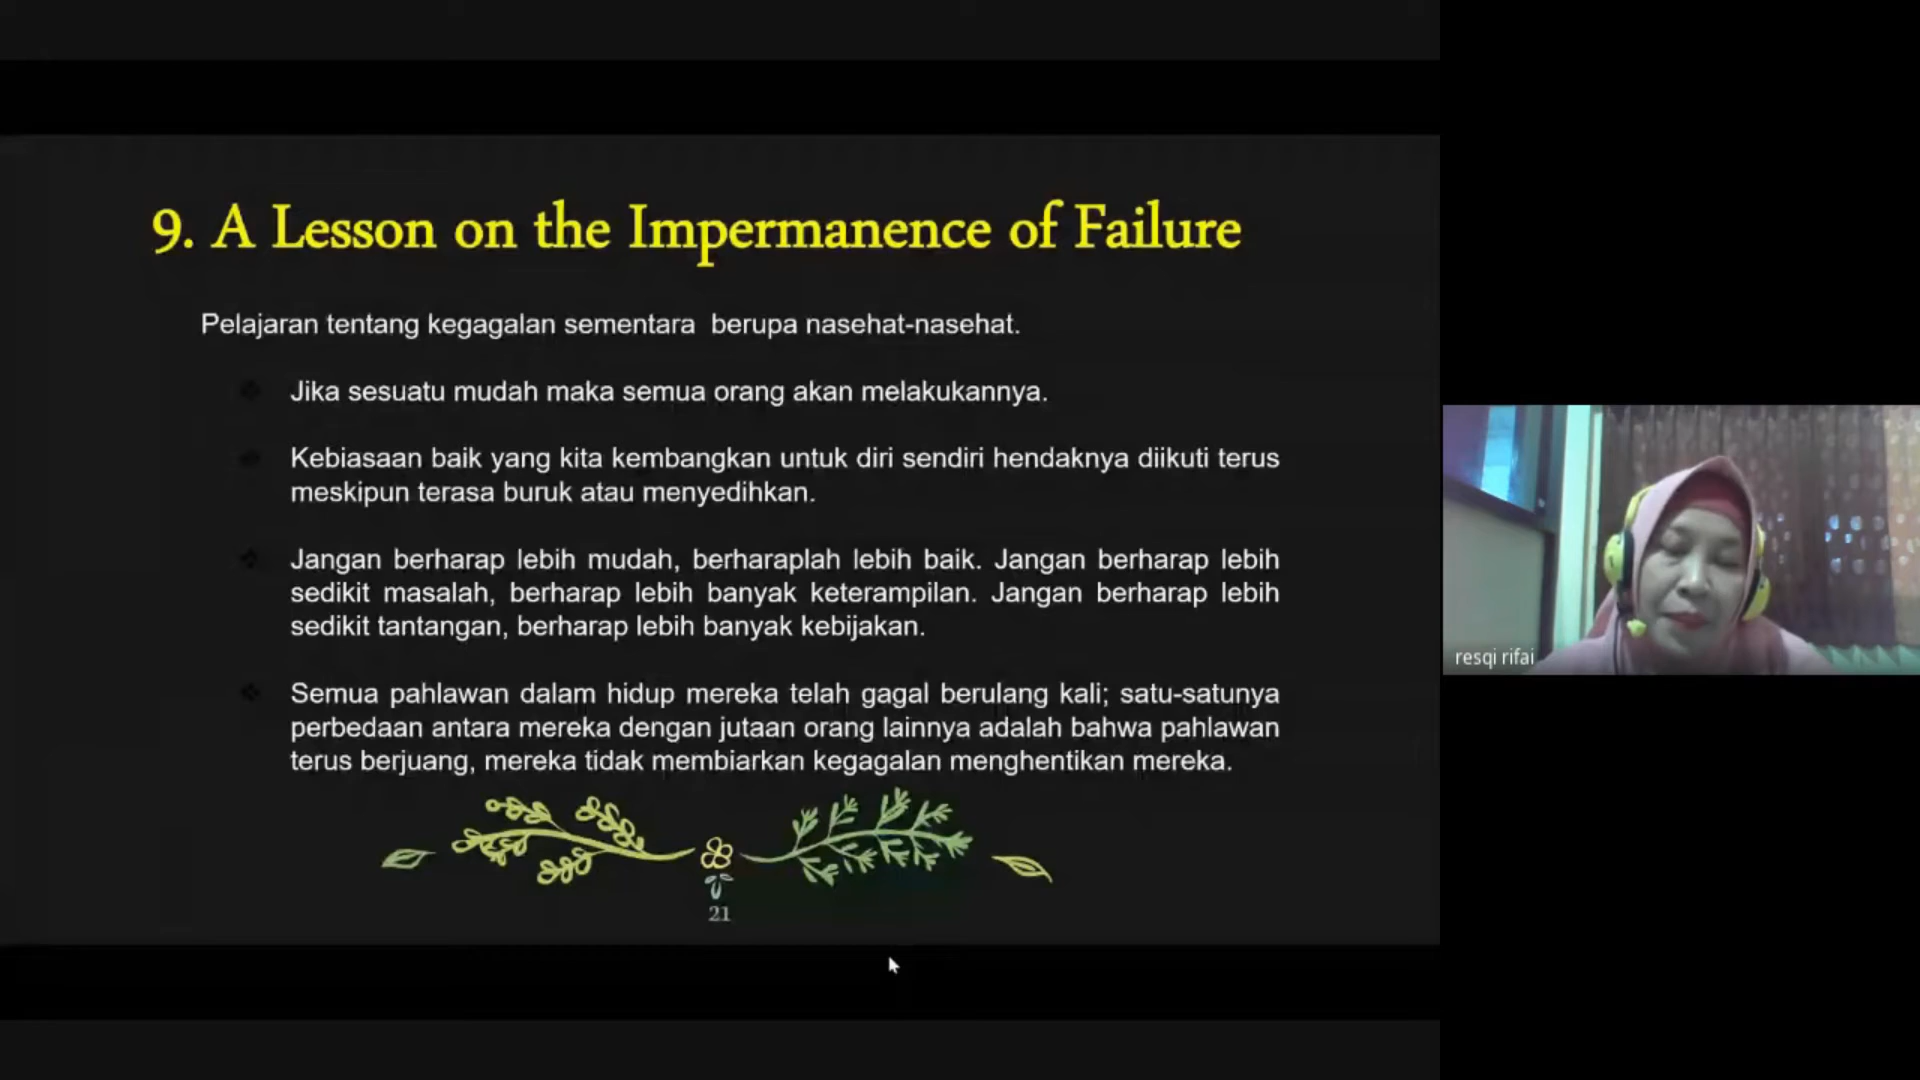 9. A Lesson on the Impermanence of Failure
Pelajaran tentang kegagalan sementara berupa nasehat-nasehat.
Jika sesuatu mudah maka semua orang akan melakukannya.
Kebiasaan baik yang kita kembangkan untuk diri sendiri hendaknya diikuti terus
meskipun terasa buruk atau menyedihkan.
Jangan berharap lebih mudah, berharaplah lebih baik. Jangan berharap lebih
sedikit masalah, berharap lebih banyak keterampilan. Jangan berharap lebih
sedikit tantangan, berharap lebih banyak kebijakan.
Semua pahlawan dalam hidup mereka telah gagal berulang kali; satu-satunya
perbedaan antara mereka dengan jutaan orang lainnya adalah bahwa pahlawan
terus berjuang, mereka tidak membiarkan kegagalan menghentikan mereka.
21
resqi rifai